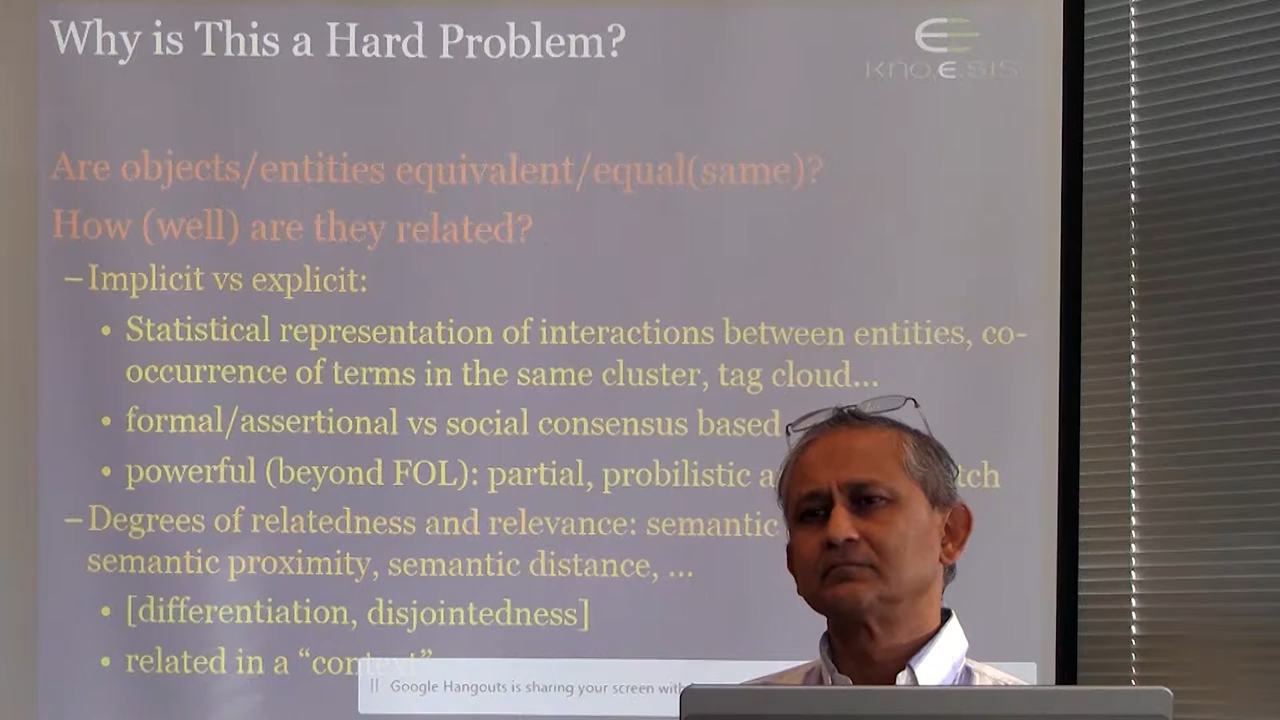 Why is This a Hard Problem?
kno.e.sis
Are objects/entities equivalent/equal(same)?
How (well) are they related?
–Implicit vs explicit:
• Statistical representation of interactions between entities, co-
occurrence of terms in the same cluster, tag cloud...
• formal/assertional vs social consensus based
• powerful (beyond FOL): partial, probilistic
–Degrees of relatedness and relevance: semantic
semantic proximity, semantic distance, ...
• [differentiation, disjointedness]
• related in a “context”
Google Hangouts is sharing your screen with